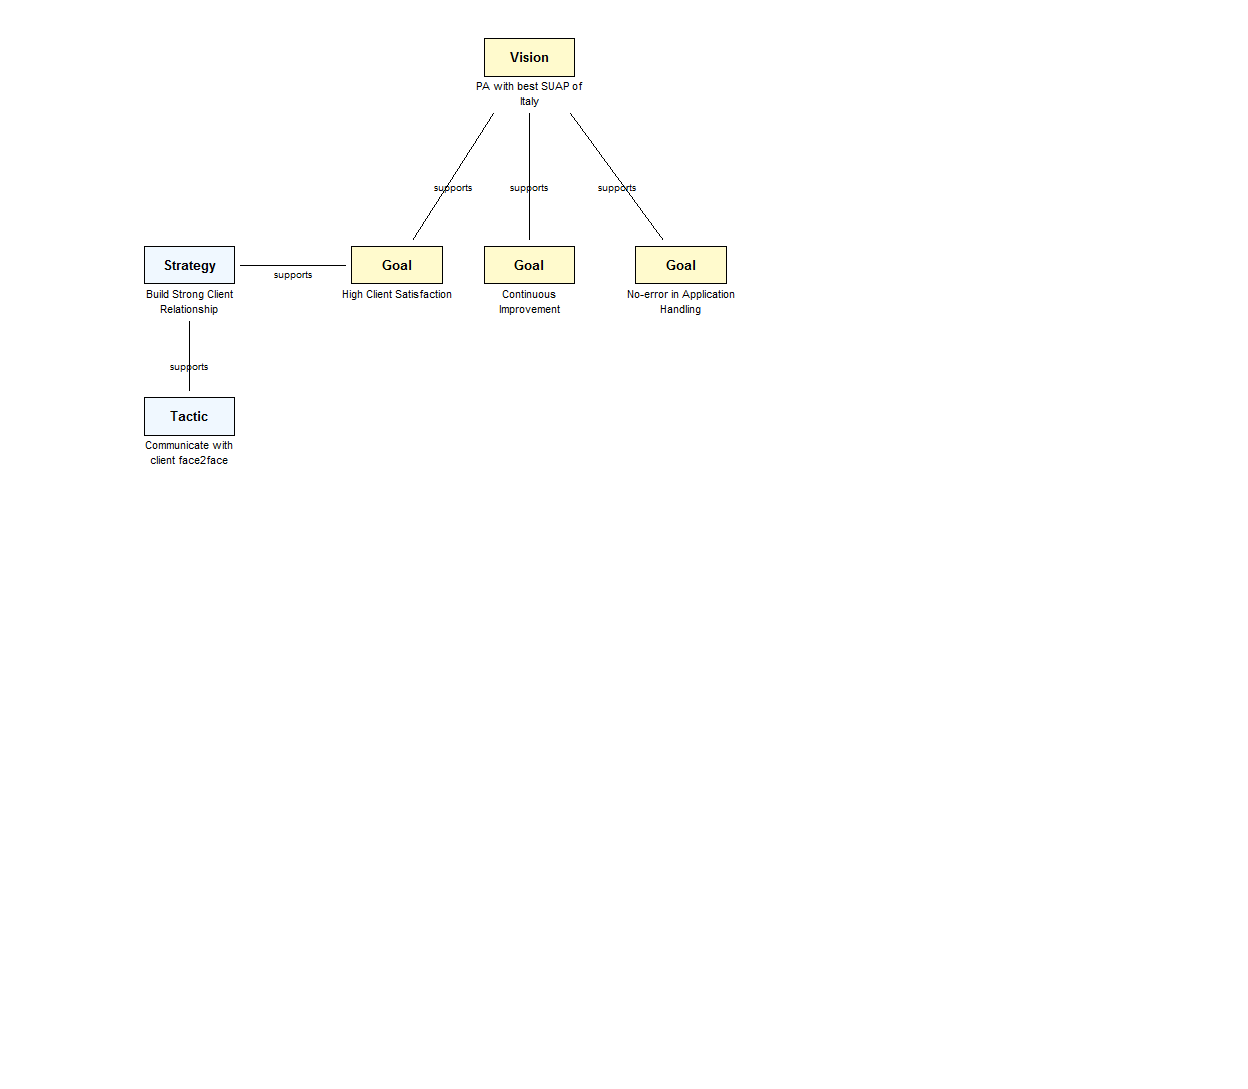 Vision
PA with best SUAP of
Italy
supports
supports
supports
Strategy
supports
Goal
Goal
Goal
Build Strong Client
Relationship
High Client Satisfaction
Continuous
Improvement
No-error in Application
Handling
supports
Tactic
Communicate with
client face2face